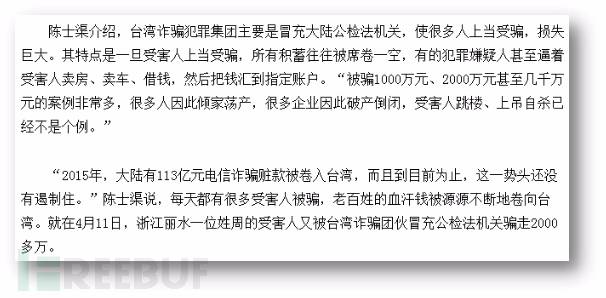 陈士渠介绍，台湾诈骗犯罪集团主要是冒充大陆公检法机关，使很多人上当受骗，损失
巨大。其特点是一旦受害人上当受骗，所有积蓄往往被席卷一空，有的犯罪嫌疑人甚至逼着
受害人卖房、卖车、借钱，然后把钱汇到指定账户。“被骗1000万元、2000万元甚至几千万
元的案例非常多，很多人因此倾家荡产，很多企业因此破产倒闭，受害人跳楼、上吊自杀已
经不是个例。”
“2015年，大陆有113亿元电信诈骗赃款被卷入台湾，而且到目前为止，这一势头还没
有遏制住。”陈士渠说，每天都有很多受害人被骗，老百姓的血汗钱被源源不断地卷向台
湾。就在4月11日，浙江丽水一位姓周的受害人又被台湾诈骗团伙冒充公检法机关骗走2000
多万。
FREEBUF